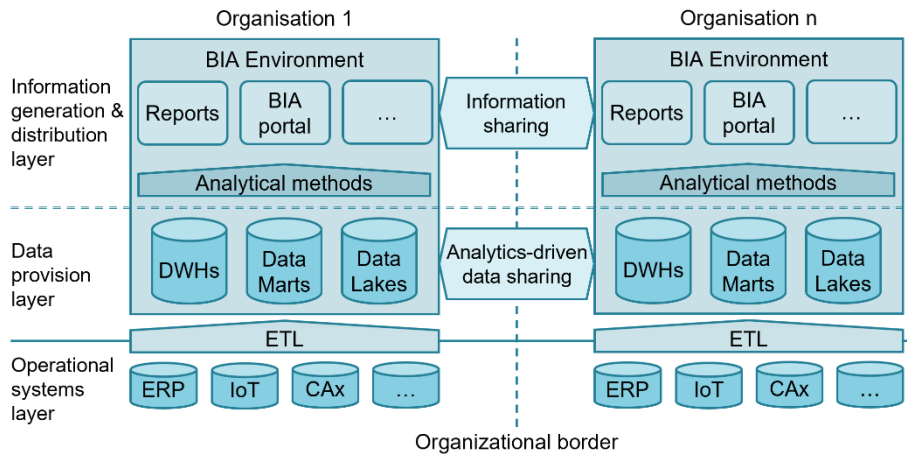 Organisation 1
Organisation n
BIA Environment
BIA Environment
Information
generation &
distribution
layer
Reports
BIA
portal
...
Information
sharing
Reports
BIA
portal
...
Analytical methods
Analytical methods
Data
provision
layer
DWHs
Data
Marts
Data
Lakes
Analytics-driven
data sharing
DWHs
Data
Marts
Data
Lakes
ETL
ETL
Operational
systems
layer
ERP
IoT
CAx
...
ERP
IoT
CAx
...
Organizational border